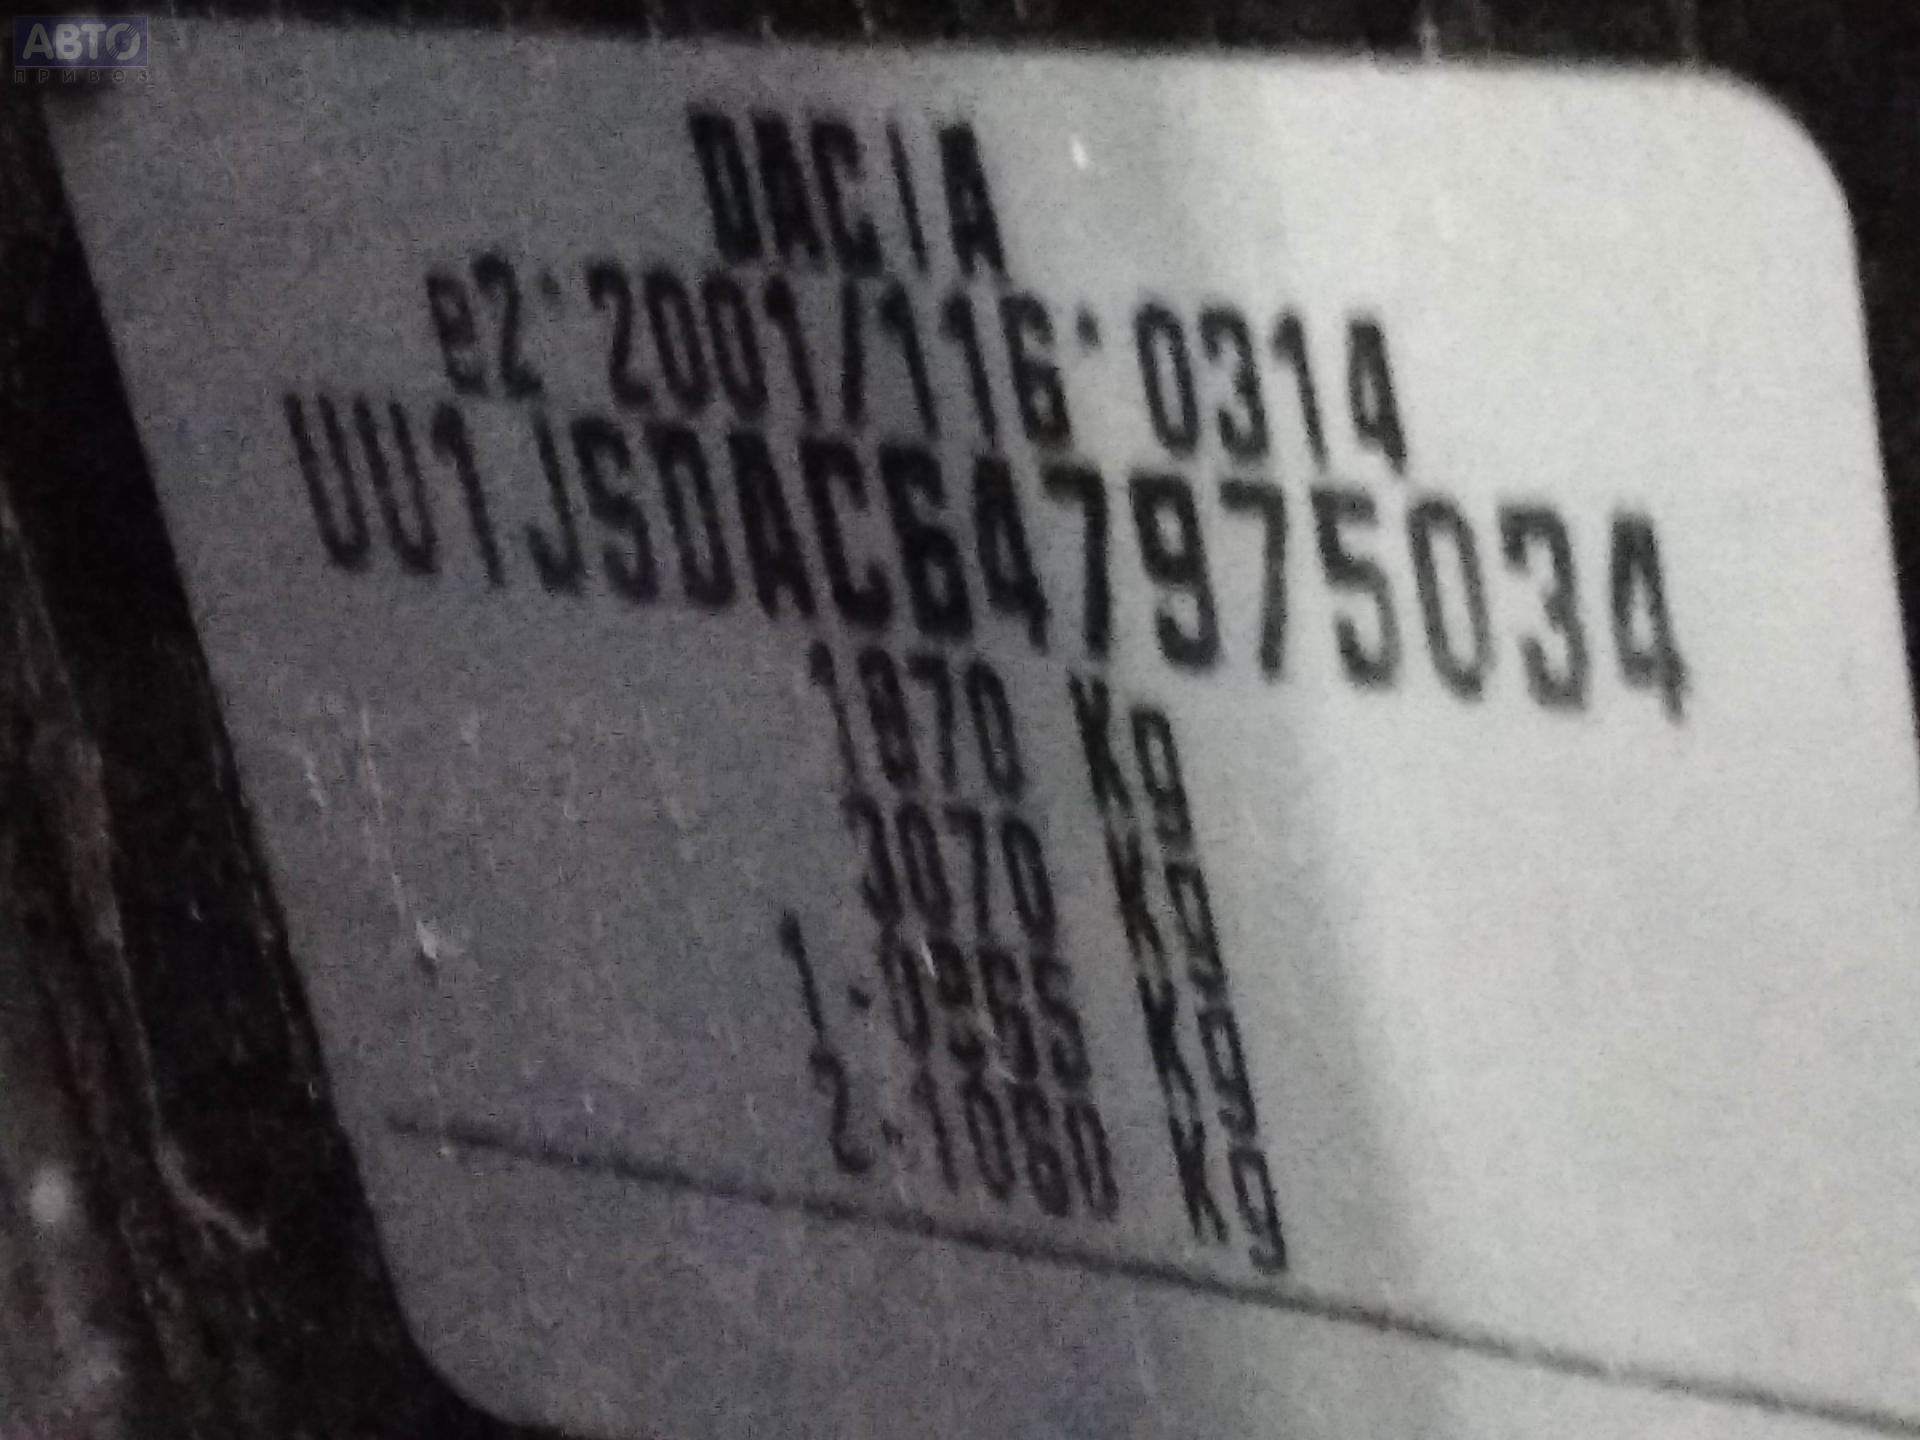 АВТО
ПРИВОЗ
DACIA
e2*2001/116*0314
UU1JSDAC647975034
1870 Kg
3070 Kg
1-0965 Kg
2-1060 Kg